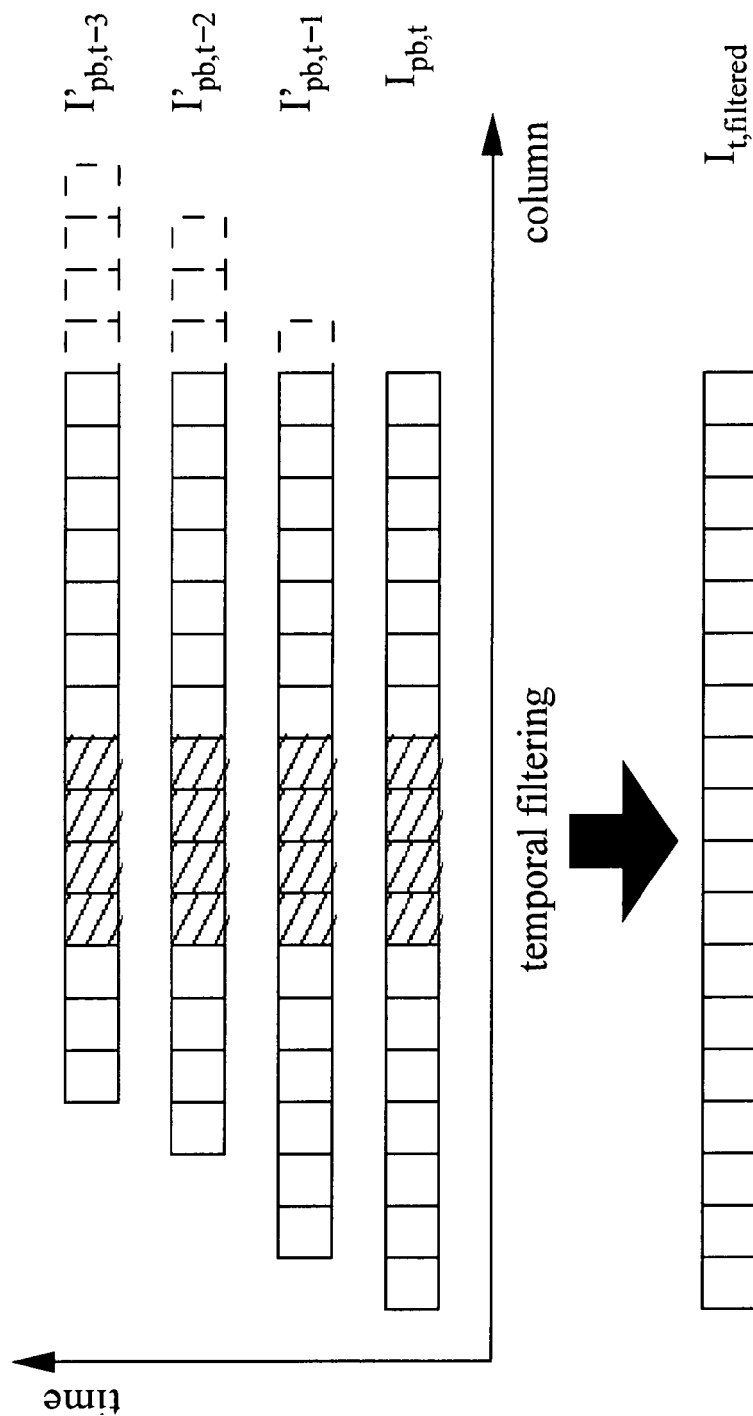 time
I'pb,t−3
I'pb,t−2
I'pb,t−1
Ipb,t
column
temporal filtering
It,filtered